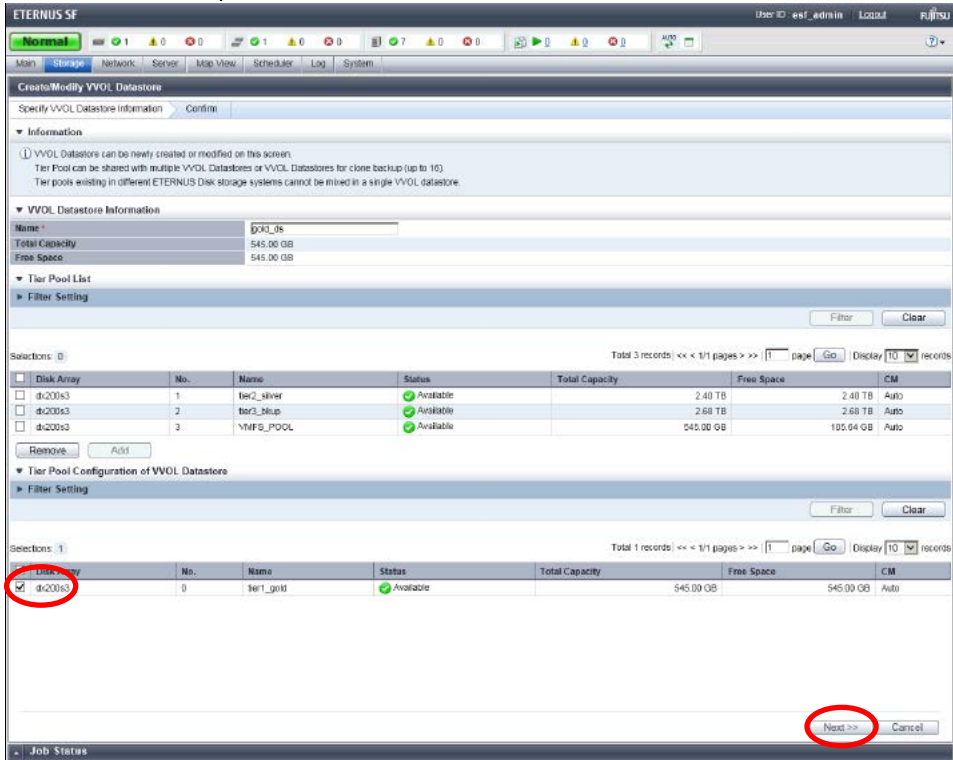 ETERNUS SF User ID esf_admin Logout FUJITSU
Normal 1 0 0 1 0 0 7 0 0 0 0 0 AUTO
Main Storage Network Server Map View Scheduler Log System
Create/Modify VVOL Datastore
Specify VVOL Datastore Information Confirm
Information
VVOL Datastore can be newly created or modified on this screen.
Tier Pool can be shared with multiple VVOL Datastores or VVOL Datastores for clone backup (up to 16).
Tier pools existing in different ETERNUS Disk storage systems cannot be mixed in a single VVOL datastore.
VVOL Datastore Information
Name * gold_ds
Total Capacity 545.00 GB
Free Space 545.00 GB
Tier Pool List
Filter Setting
Filter Clear
Selections: 0 Total 3 records | << < 1/1 pages > >> | 1 page Go | Display 10 records
Disk Array No. Name Status Total Capacity Free Space CM
dx200s3 1 tier2_silver Available 2.40 TB 2.40 TB Auto
dx200s3 2 tier3_bkup Available 2.68 TB 2.68 TB Auto
dx200s3 3 VMFS_POOL Available 545.00 GB 105.64 GB Auto
Remove Add
Tier Pool Configuration of VVOL Datastore
Filter Setting
Filter Clear
Selections: 1 Total 1 records | << < 1/1 pages > >> | 1 page Go | Display 10 records
Disk Array No. Name Status Total Capacity Free Space CM
dx200s3 0 tier1_gold Available 545.00 GB 545.00 GB Auto
Next >> Cancel
Job Status